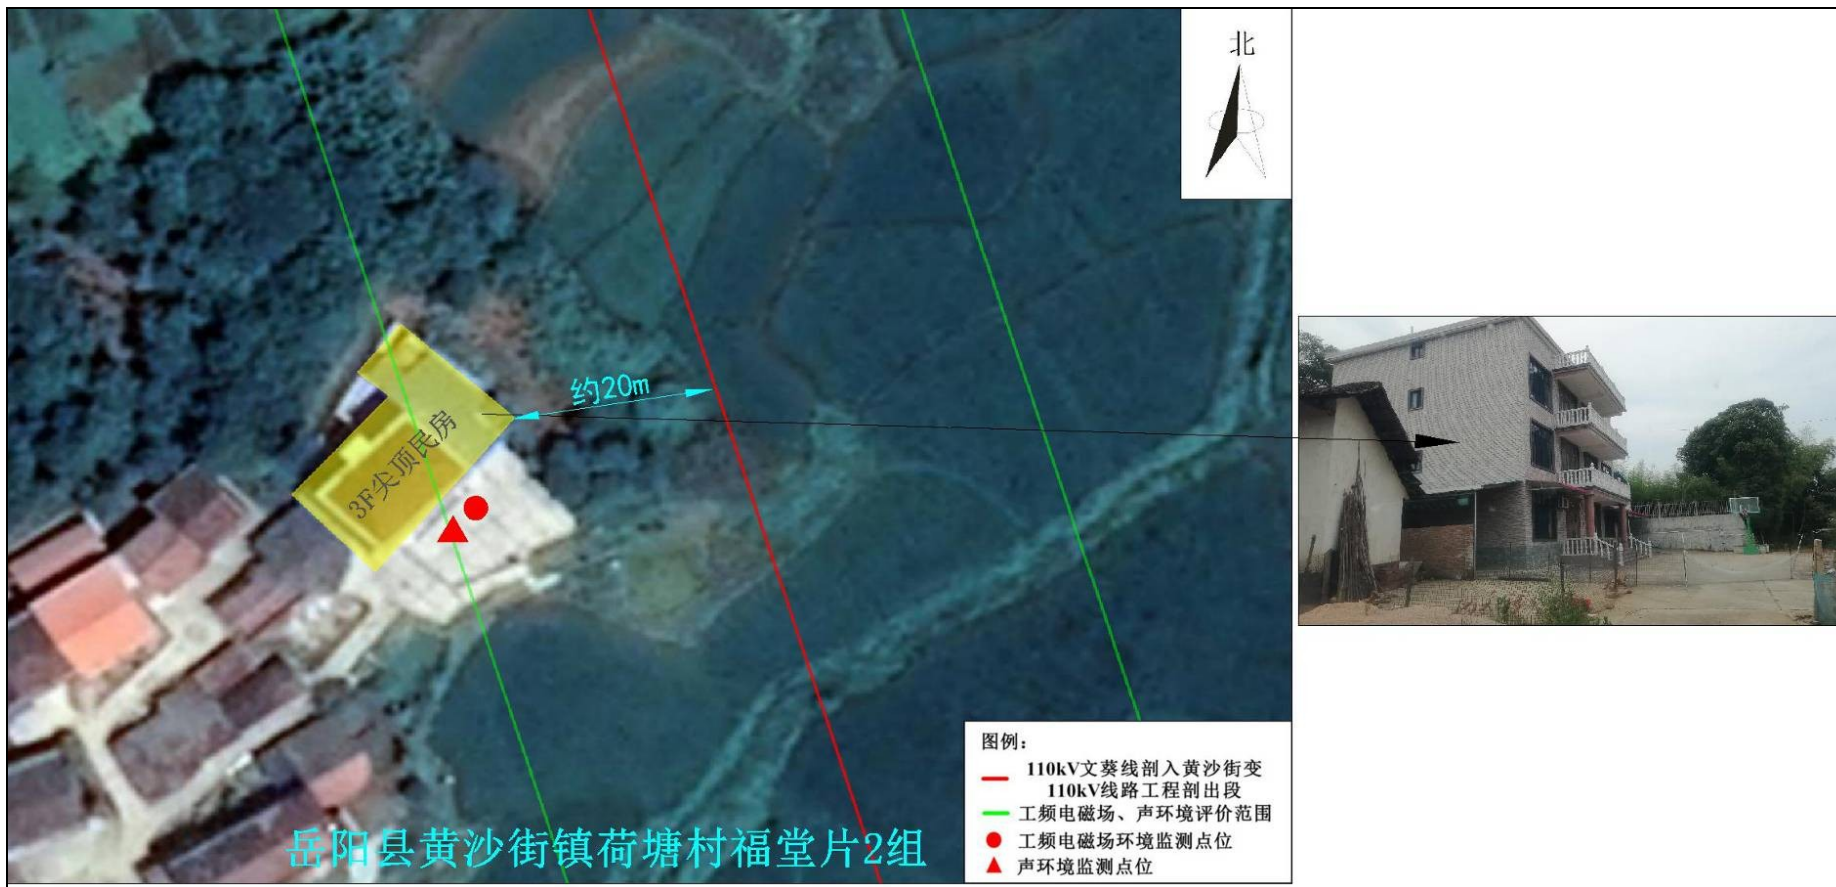 北
约20m
3F尖顶民房
图例：
110kV文葵线剖入黄沙街变
110kV线路工程剖出段
工频电磁场、声环境评价范围
工频电磁场环境监测点位
声环境监测点位
岳阳县黄沙街镇荷塘村福堂片2组